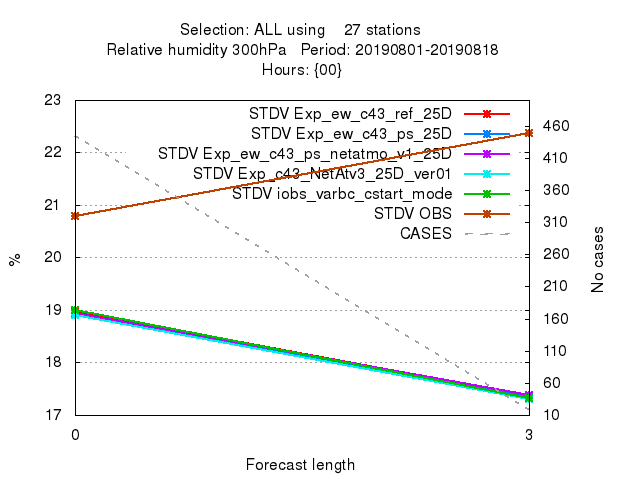 Selection: ALL using 27 stations
Relative humidity 300hPa Period: 20190801-20190818
Hours: {00}
STDV Exp_ew_c43_ref_25D
STDV Exp_ew_c43_ps_25D
STDV Exp_ew_c43_ps_netatmo_v1_25D
STDV Exp_c43_NetAtv3_25D_ver01
STDV iobs_varbc_cstart_mode
STDV OBS
CASES
23
22
21
20
19
18
17
%
460
410
360
310
260
210
160
110
60
10
No cases
0 3
Forecast length